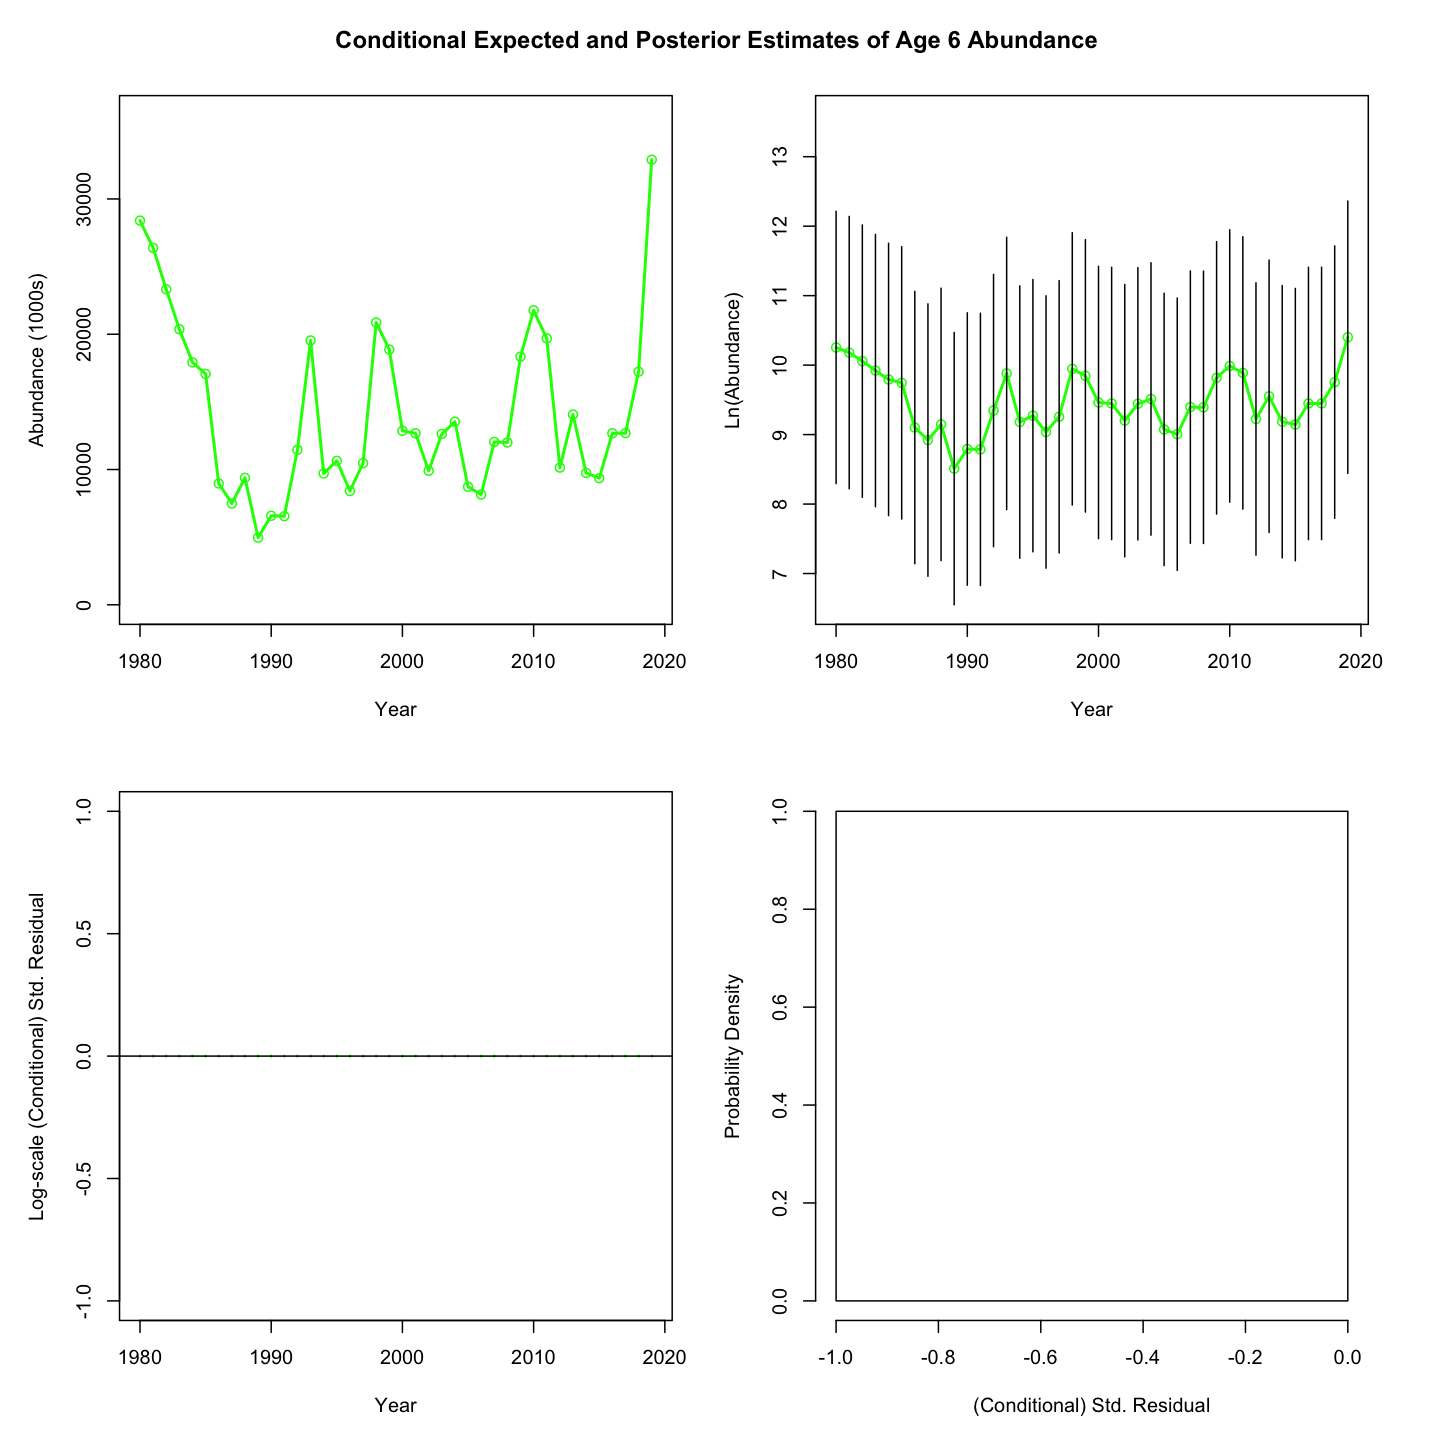 Conditional Expected and Posterior Estimates of Age 6 Abundance
Abundance (1000s)
30000
20000
10000
0
1980 1990 2000 2010 2020
Year
Ln(Abundance)
13
12
11
10
9
8
7
1980 1990 2000 2010 2020
Year
Log-scale (Conditional) Std. Residual
1.0
0.5
0.0
-0.5
-1.0
1980 1990 2000 2010 2020
Year
Probability Density
1.0
0.8
0.6
0.4
0.2
0.0
-1.0 -0.8 -0.6 -0.4 -0.2 0.0
(Conditional) Std. Residual